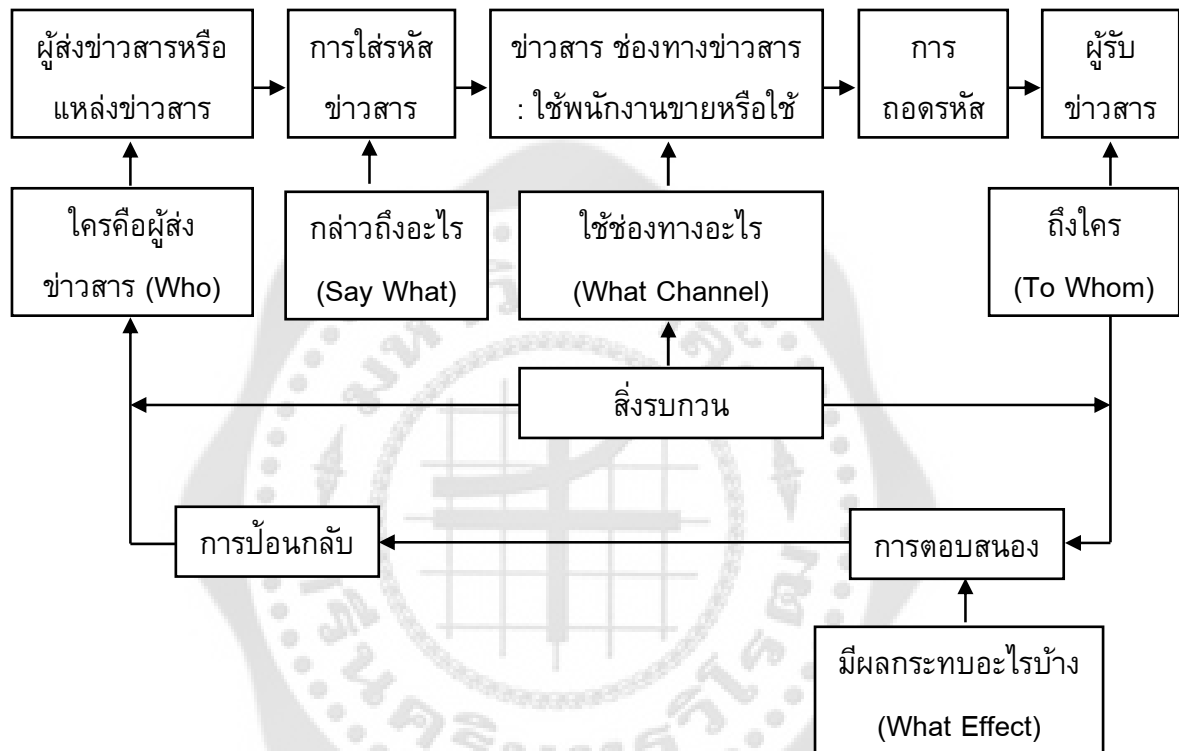 ผู้ส่งข่าวสารหรือ
แหล่งข่าวสาร
การใส่รหัส
ข่าวสาร
ข่าวสาร ช่องทางข่าวสาร
: ใช้พนักงานขายหรือใช้
การ
ถอดรหัส
ผู้รับ
ข่าวสาร
ใครคือผู้ส่ง
ข่าวสาร (Who)
กล่าวถึงอะไร
(Say What)
ใช้ช่องทางอะไร
(What Channel)
ถึงใคร
(To Whom)
สิ่งรบกวน
การป้อนกลับ
การตอบสนอง
มีผลกระทบอะไรบ้าง
(What Effect)